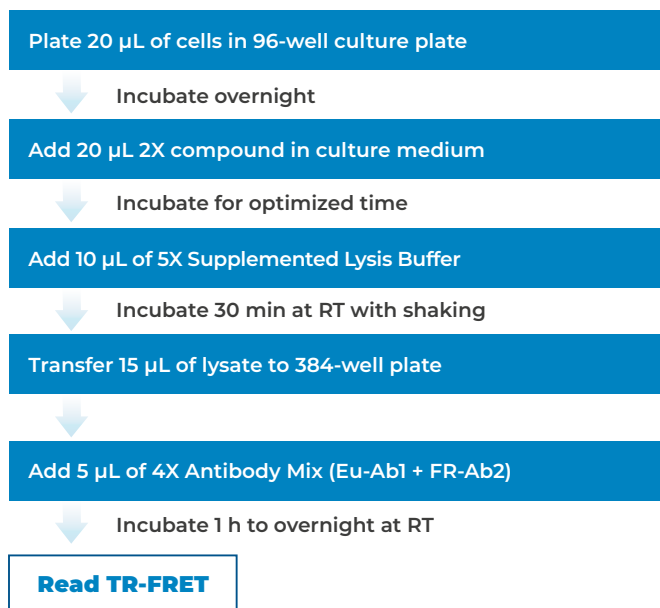 Plate 20 µL of cells in 96-well culture plate
Incubate overnight
Add 20 µL 2X compound in culture medium
Incubate for optimized time
Add 10 µL of 5X Supplemented Lysis Buffer
Incubate 30 min at RT with shaking
Transfer 15 µL of lysate to 384-well plate
Add 5 µL of 4X Antibody Mix (Eu-Ab1 + FR-Ab2)
Incubate 1 h to overnight at RT
Read TR-FRET